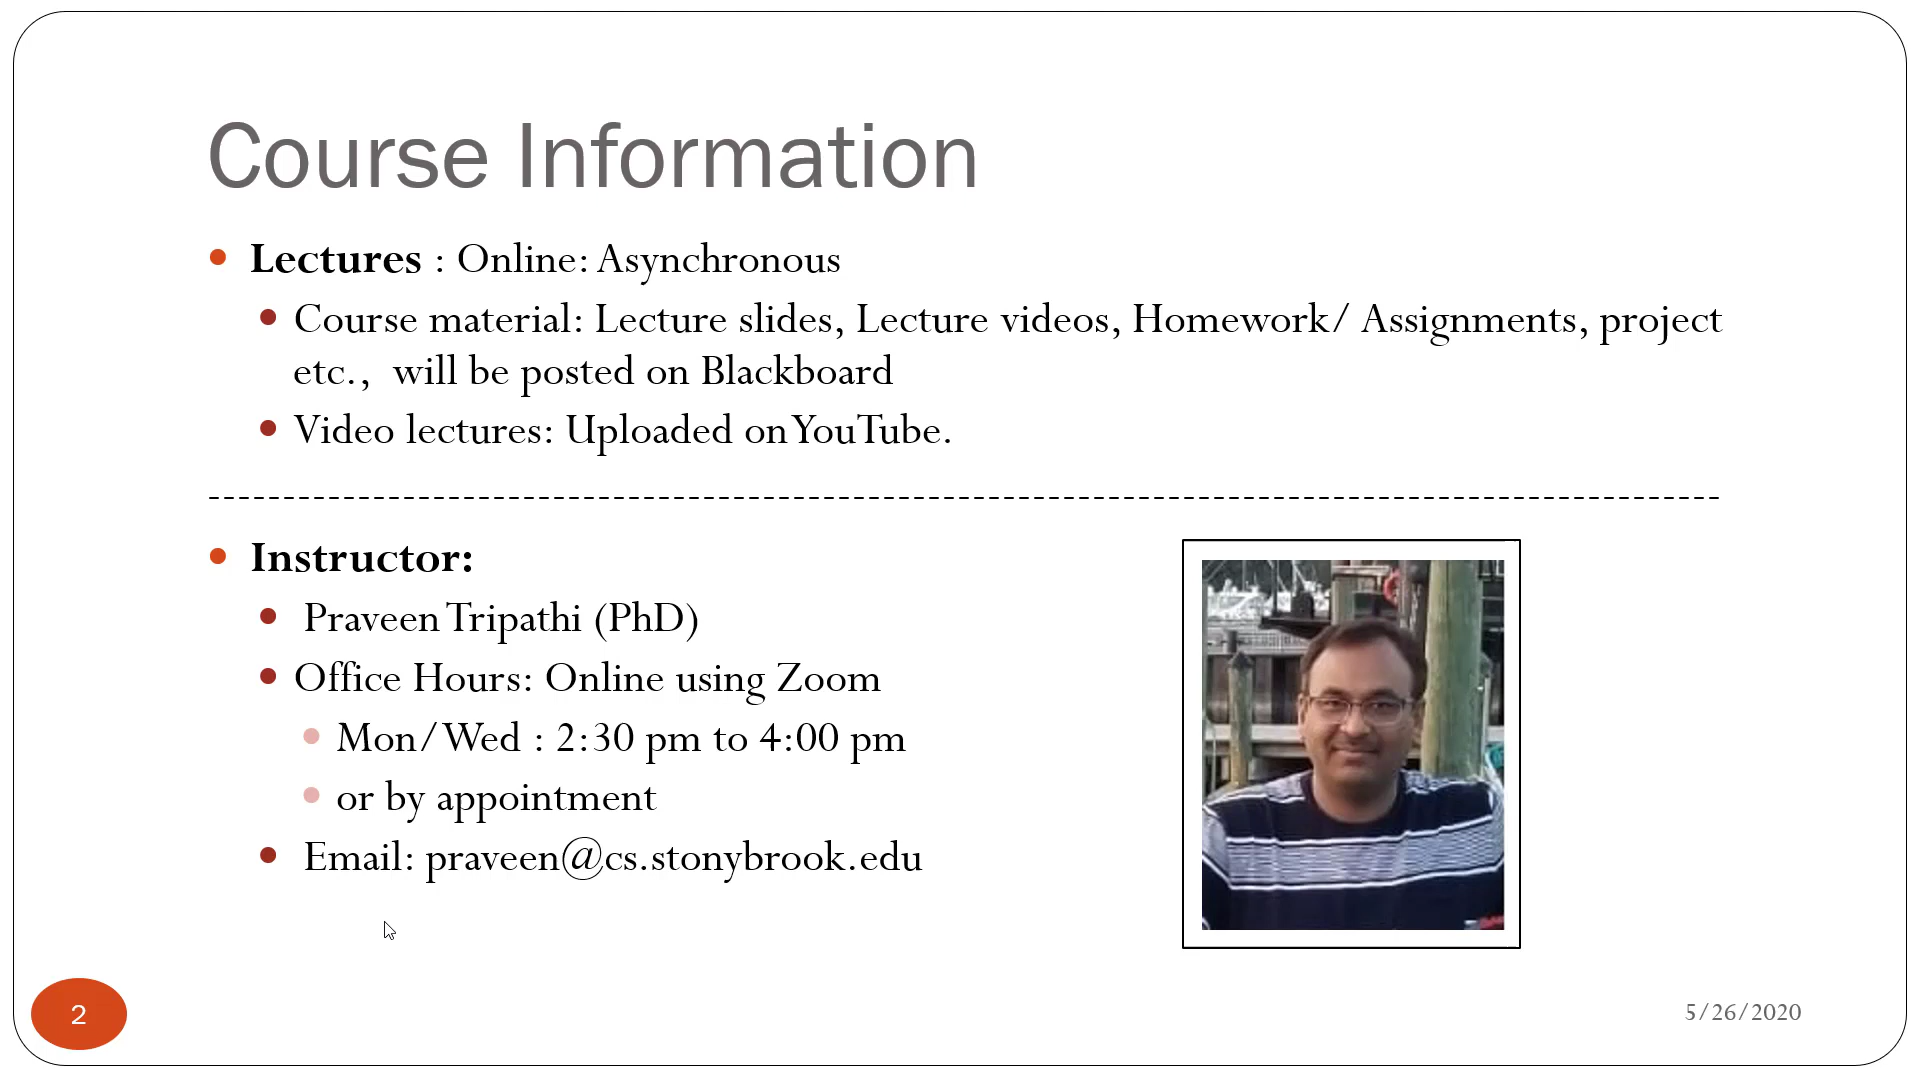 Course Information
Lectures : Online: Asynchronous
Course material: Lecture slides, Lecture videos, Homework/ Assignments, project
etc.,  will be posted on Blackboard
Video lectures: Uploaded on YouTube.
-----------------------------------------------------------------------------------------------------
Instructor:
Praveen Tripathi (PhD)
Office Hours: Online using Zoom
Mon/Wed : 2:30 pm to 4:00 pm
or by appointment
Email: praveen@cs.stonybrook.edu
2
5/26/2020